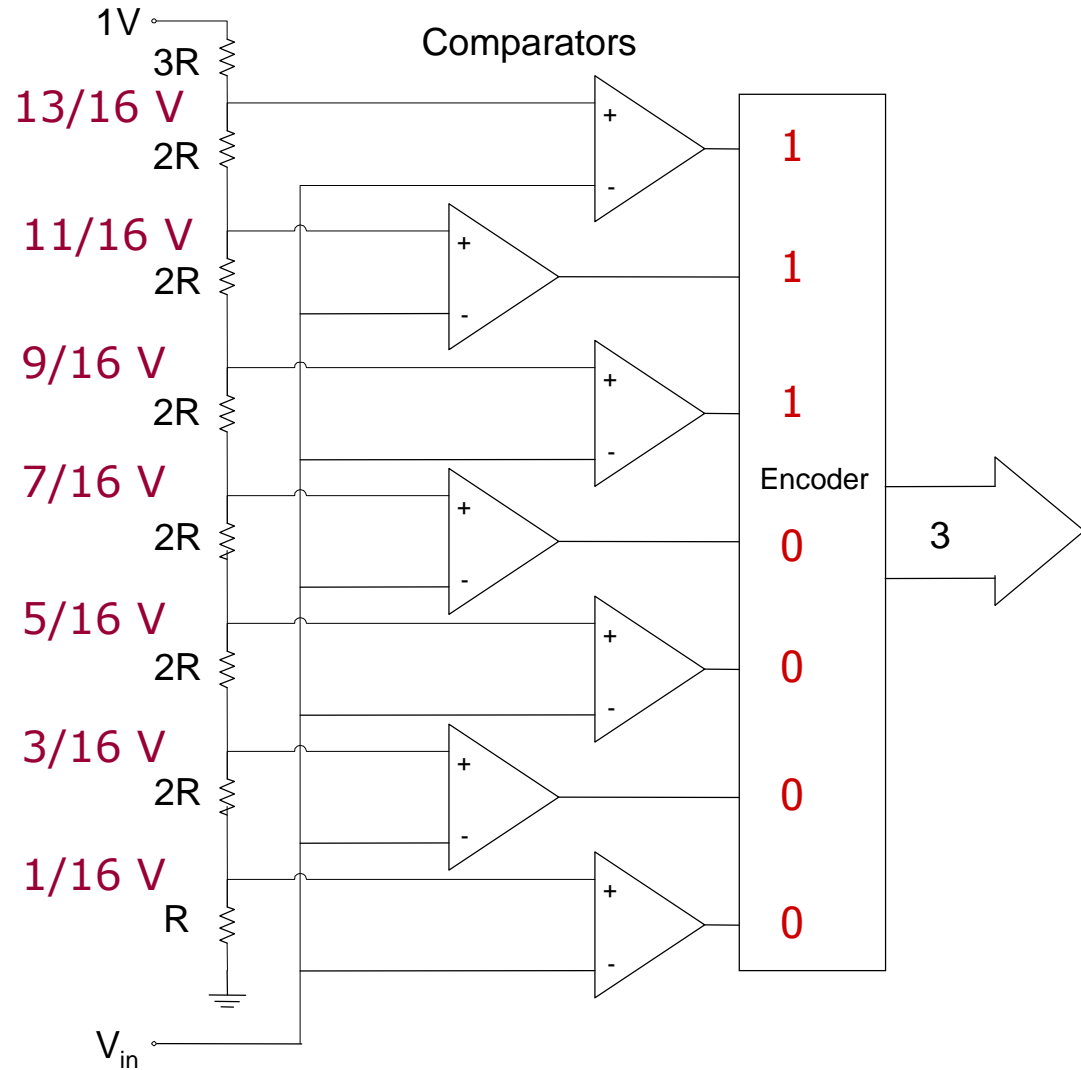 1V
Comparators
3R
13/16 V
+
1
2R
-
11/16 V
+
1
2R
-
9/16 V
+
1
2R
-
7/16 V
Encoder
+
0
3
2R
-
5/16 V
+
0
2R
-
3/16 V
+
0
2R
-
1/16 V
+
0
R
-
Vin